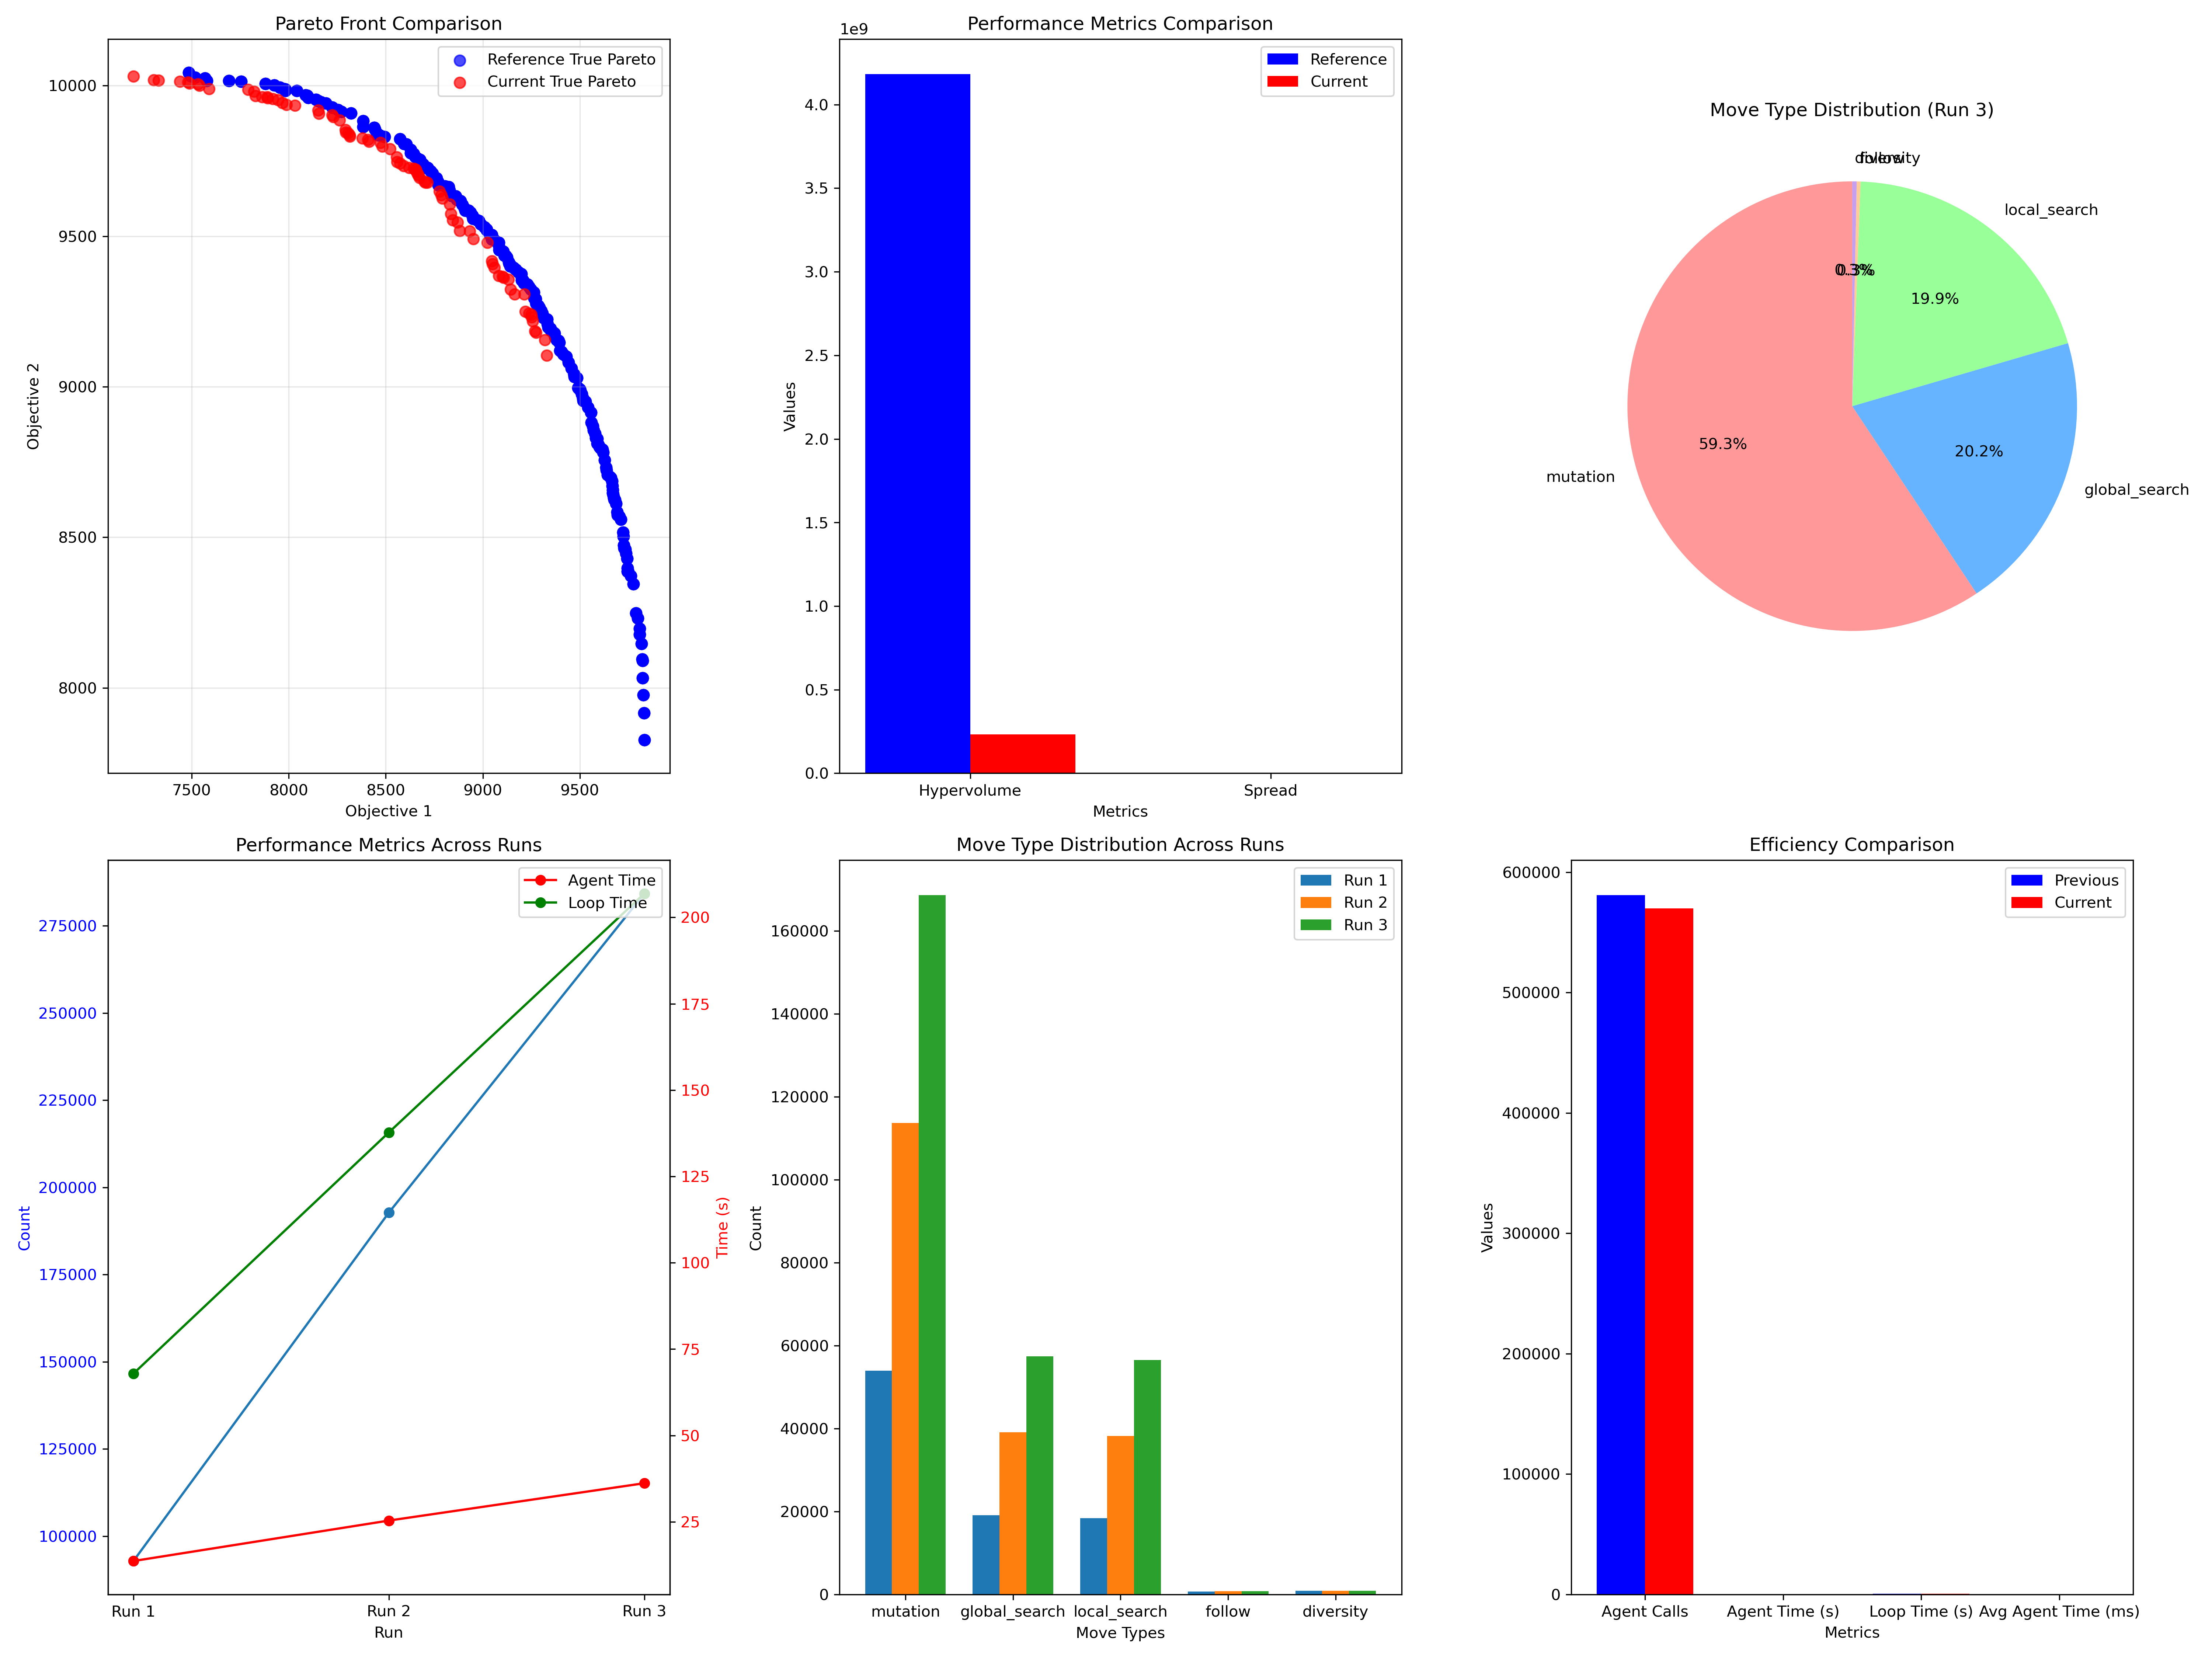 Pareto Front Comparison
Reference True Pareto
Current True Pareto
10000
9500
9000
8500
8000
Objective 2
7500 8000 8500 9000 9500
Objective 1
Performance Metrics Comparison
1e9
Reference
Current
4.0
3.5
3.0
2.5
2.0
1.5
1.0
0.5
0.0
Values
Hypervolume Spread
Metrics
Move Type Distribution (Run 3)
diversity
follow
local_search
0.3%
0.3%
19.9%
59.3%
20.2%
mutation
global_search
Performance Metrics Across Runs
Agent Time
Loop Time
275000
250000
225000
200000
175000
150000
125000
100000
Count
200
175
150
125
100
75
50
25
Time (s)
Run 1 Run 2 Run 3
Run
Move Type Distribution Across Runs
Run 1
Run 2
Run 3
160000
140000
120000
100000
80000
60000
40000
20000
0
Count
mutation global_search local_search follow diversity
Move Types
Efficiency Comparison
Previous
Current
600000
500000
400000
300000
200000
100000
0
Values
Agent Calls Agent Time (s) Loop Time (s) Avg Agent Time (ms)
Metrics